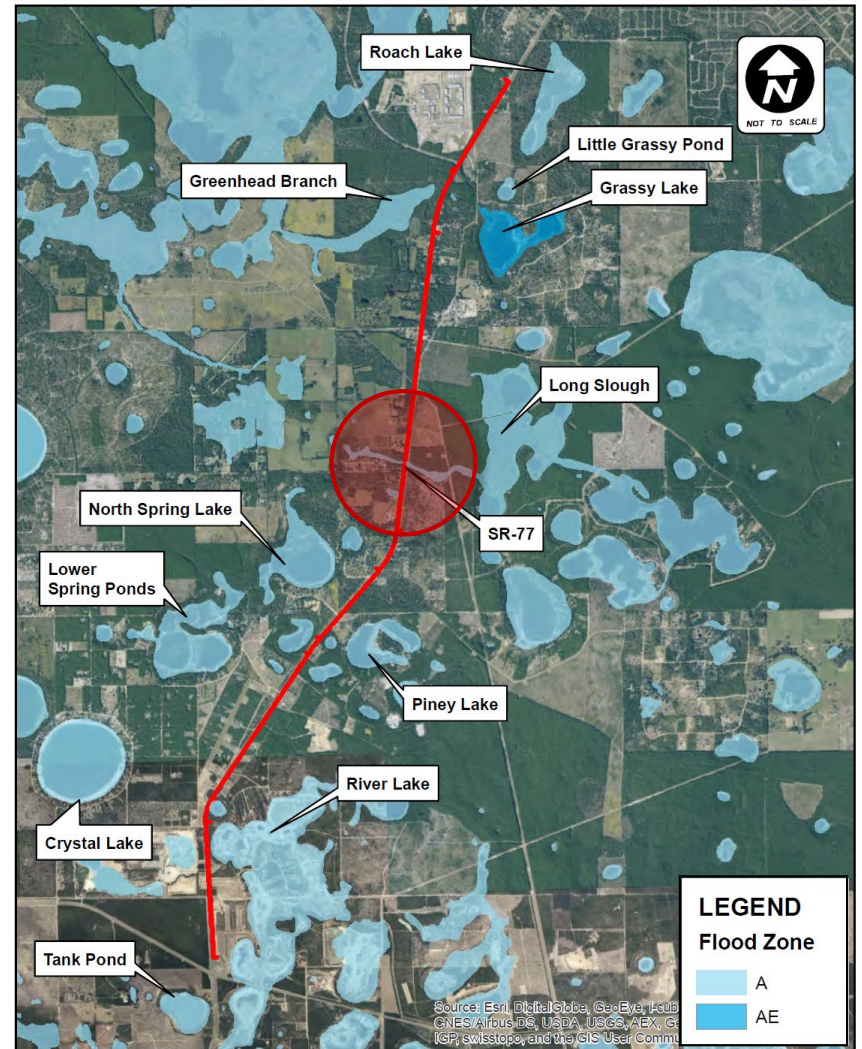 Roach Lake
N
NOT TO SCALE
Little Grassy Pond
Greenhead Branch
Grassy Lake
Long Slough
North Spring Lake
SR-77
Lower
Spring Ponds
Piney Lake
River Lake
Crystal Lake
LEGEND
Flood Zone
A
AE
Tank Pond
Source: Esri, DigitalGlobe, GeoEye,
CNES/Airbus DS, USDA, USGS, AEX,
IGP, swisstopo, and the GIS User